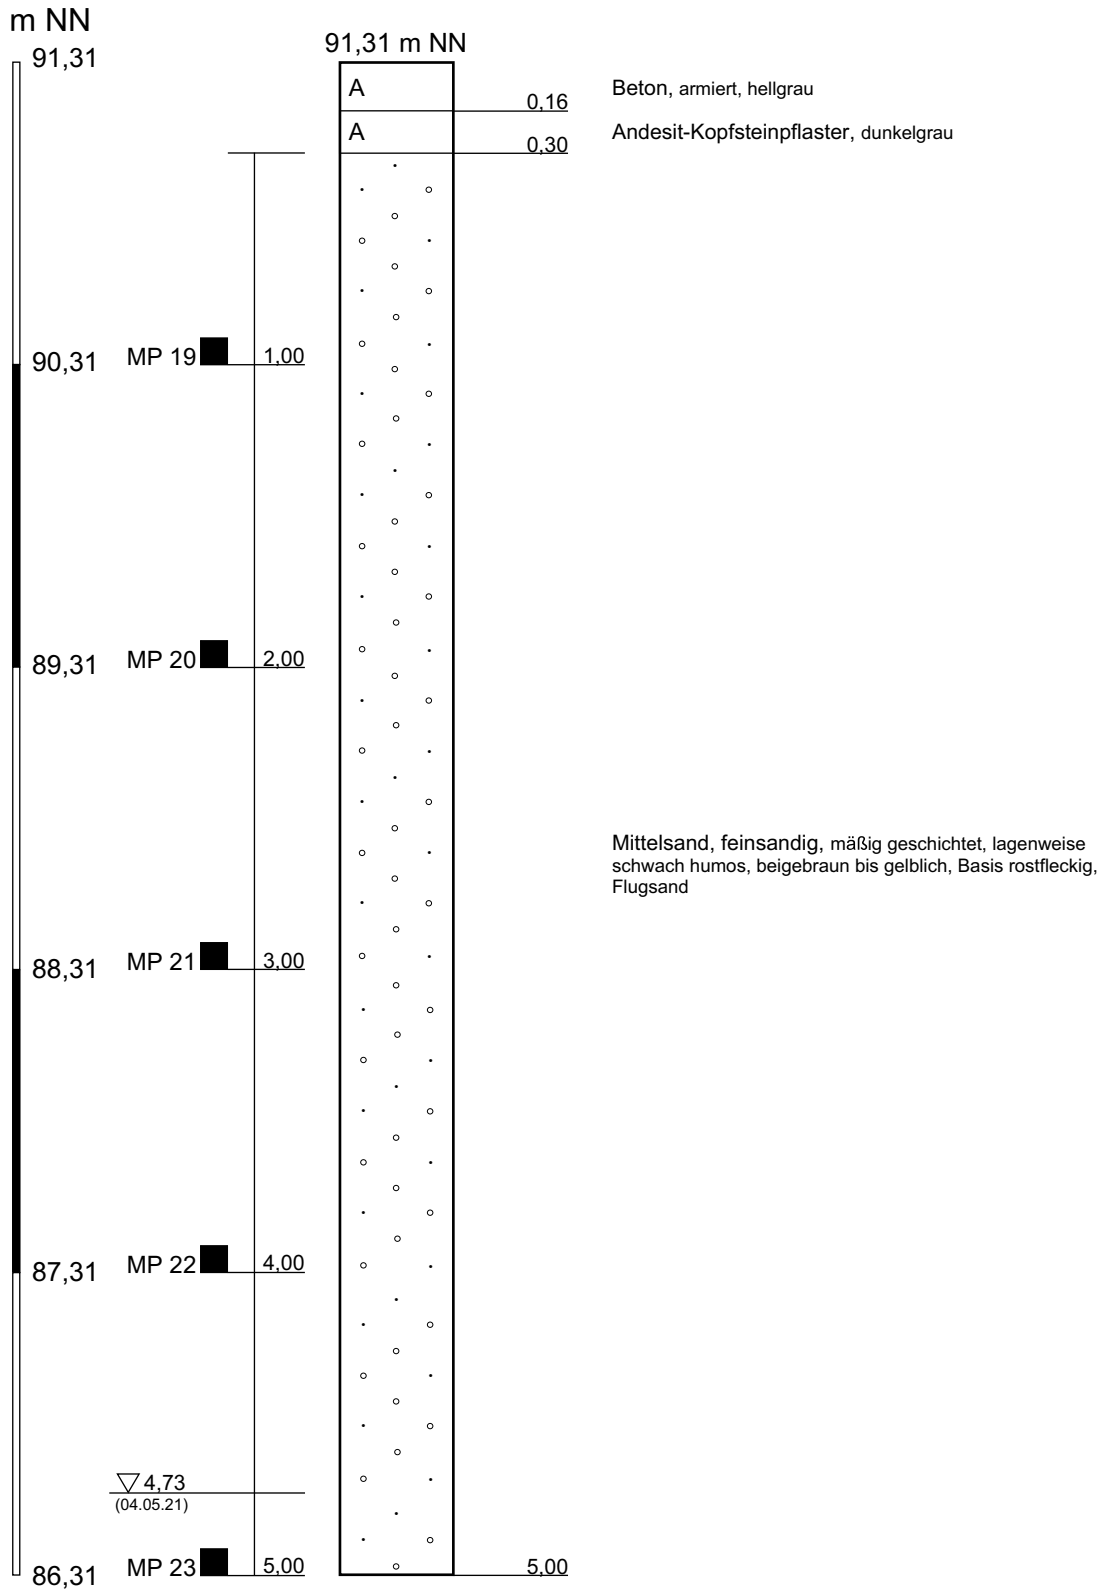 m NN
91,31
91,31 m NN
A
0,16
Beton, armiert, hellgrau
A
0,30
Andesit-Kopfsteinpflaster, dunkelgrau
90,31
MP 19
1,00
89,31
MP 20
2,00
Mittelsand, feinsandig, mäßig geschichtet, lagenweise
schwach humos, beigebraun bis gelblich, Basis rostfleckig,
Flugsand
88,31
MP 21
3,00
87,31
MP 22
4,00
4,73
(04.05.21)
86,31
MP 23
5,00
5,00